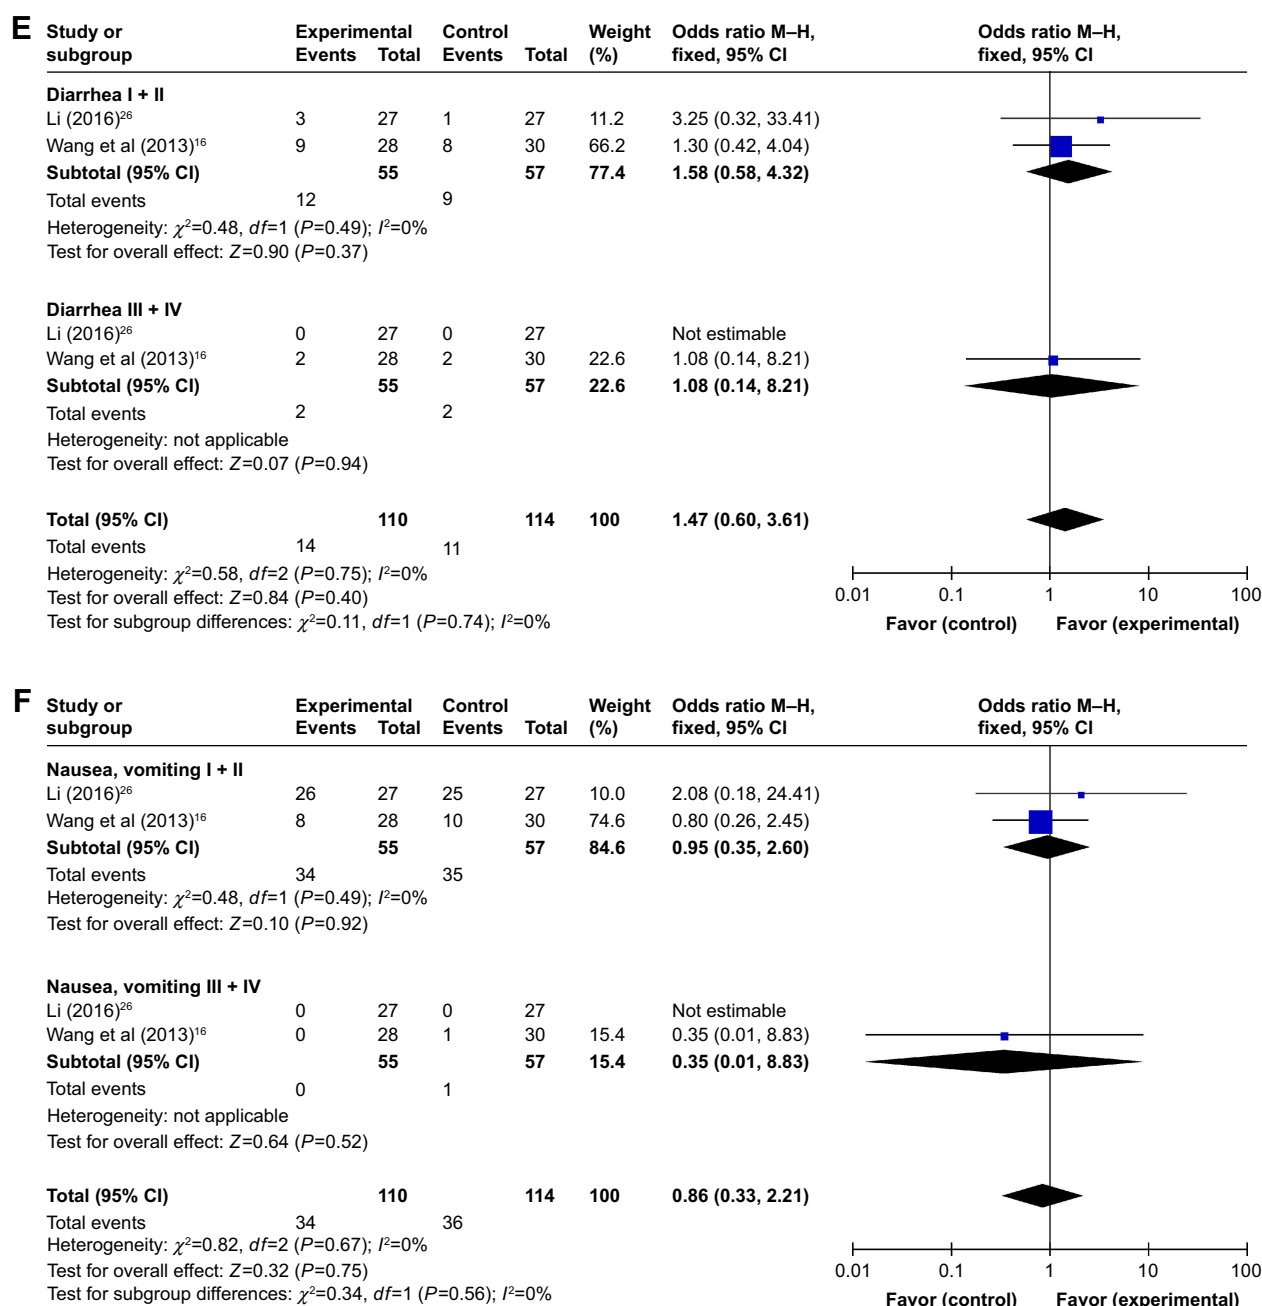 E
Study or Experimental Control Weight Odds ratio M–H, Odds ratio M–H,
subgroup Events Total Events Total (%) fixed, 95% CI fixed, 95% CI
Diarrhea I + II
Li (2016)26 3 27 1 27 11.2 3.25 (0.32, 33.41)
Wang et al (2013)16 9 28 8 30 66.2 1.30 (0.42, 4.04)
Subtotal (95% CI) 55 57 77.4 1.58 (0.58, 4.32)
Total events 12 9
Heterogeneity: χ2=0.48, df=1 (P=0.49); I2=0%
Test for overall effect: Z=0.90 (P=0.37)
Diarrhea III + IV
Li (2016)26 0 27 0 27 Not estimable
Wang et al (2013)16 2 28 2 30 22.6 1.08 (0.14, 8.21)
Subtotal (95% CI) 55 57 22.6 1.08 (0.14, 8.21)
Total events 2 2
Heterogeneity: not applicable
Test for overall effect: Z=0.07 (P=0.94)
Total (95% CI) 110 114 100 1.47 (0.60, 3.61)
Total events 14 11
Heterogeneity: χ2=0.58, df=2 (P=0.75); I2=0%
Test for overall effect: Z=0.84 (P=0.40)
Test for subgroup differences: χ2=0.11, df=1 (P=0.74); I2=0%
0.01 0.1 1 10 100
Favor (control) Favor (experimental)
F
Study or Experimental Control Weight Odds ratio M–H, Odds ratio M–H,
subgroup Events Total Events Total (%) fixed, 95% CI fixed, 95% CI
Nausea, vomiting I + II
Li (2016)26 26 27 25 27 10.0 2.08 (0.18, 24.41)
Wang et al (2013)16 8 28 10 30 74.6 0.80 (0.26, 2.45)
Subtotal (95% CI) 55 57 84.6 0.95 (0.35, 2.60)
Total events 34 35
Heterogeneity: χ2=0.48, df=1 (P=0.49); I2=0%
Test for overall effect: Z=0.10 (P=0.92)
Nausea, vomiting III + IV
Li (2016)26 0 27 0 27 Not estimable
Wang et al (2013)16 0 28 1 30 15.4 0.35 (0.01, 8.83)
Subtotal (95% CI) 55 57 15.4 0.35 (0.01, 8.83)
Total events 0 1
Heterogeneity: not applicable
Test for overall effect: Z=0.64 (P=0.52)
Total (95% CI) 110 114 100 0.86 (0.33, 2.21)
Total events 34 36
Heterogeneity: χ2=0.82, df=2 (P=0.67); I2=0%
Test for overall effect: Z=0.32 (P=0.75)
Test for subgroup differences: χ2=0.34, df=1 (P=0.56); I2=0%
0.01 0.1 1 10 100
Favor (control) Favor (experimental)